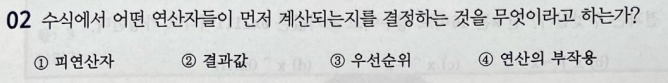 02 수식에서 어떤 연산자들이 먼저 계산되는지를 결정하는 것을 무엇이라고 하는가?
① 피연산자 ② 결과값 ③ 우선순위 ④ 연산의 부작용